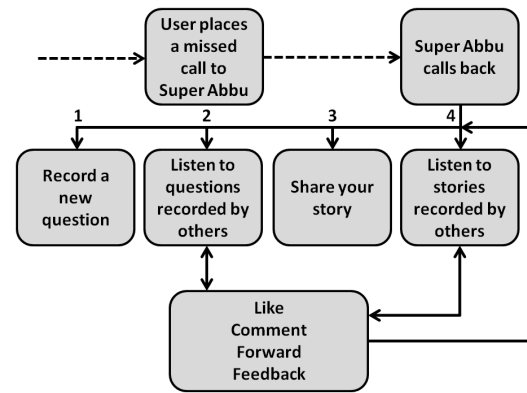 User places
a missed
call to
Super Abbu
Super Abbu
calls back
1
2
3
4
Record a
new
question
Listen to
questions
recorded by
others
Share your
story
Listen to
stories
recorded by
others
Like
Comment
Forward
Feedback